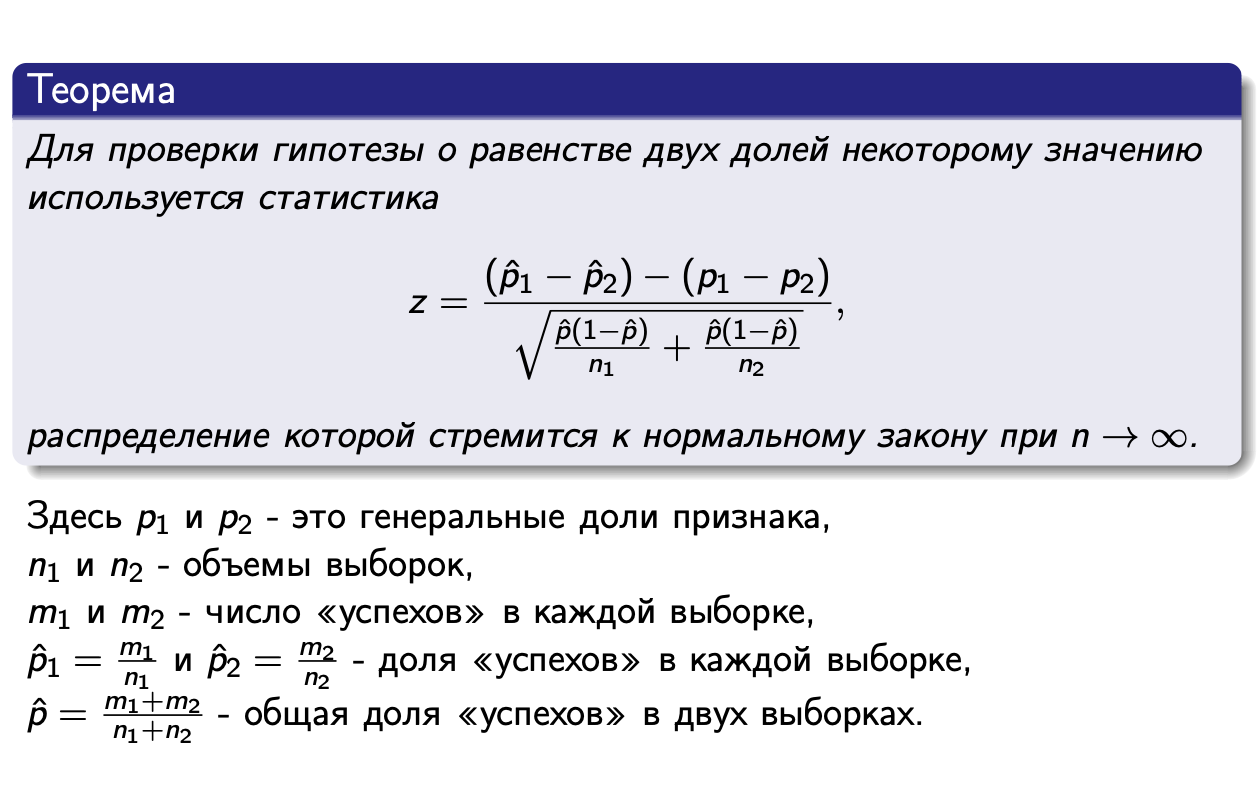 Теорема
Для проверки гипотезы о равенстве двух долей некоторому значению
используется статистика
$$z = \frac{(\hat{p}_1 - \hat{p}_2) - (p_1 - p_2)}{\sqrt{\frac{\hat{p}(1-\hat{p})}{n_1} + \frac{\hat{p}(1-\hat{p})}{n_2}}},$$
распределение которой стремится к нормальному закону при $n \to \infty$.
Здесь $p_1$ и $p_2$ - это генеральные доли признака,
$n_1$ и $n_2$ - объемы выборок,
$m_1$ и $m_2$ - число «успехов» в каждой выборке,
$\hat{p}_1 = \frac{m_1}{n_1}$ и $\hat{p}_2 = \frac{m_2}{n_2}$ - доля «успехов» в каждой выборке,
$\hat{p} = \frac{m_1+m_2}{n_1+n_2}$ - общая доля «успехов» в двух выборках.